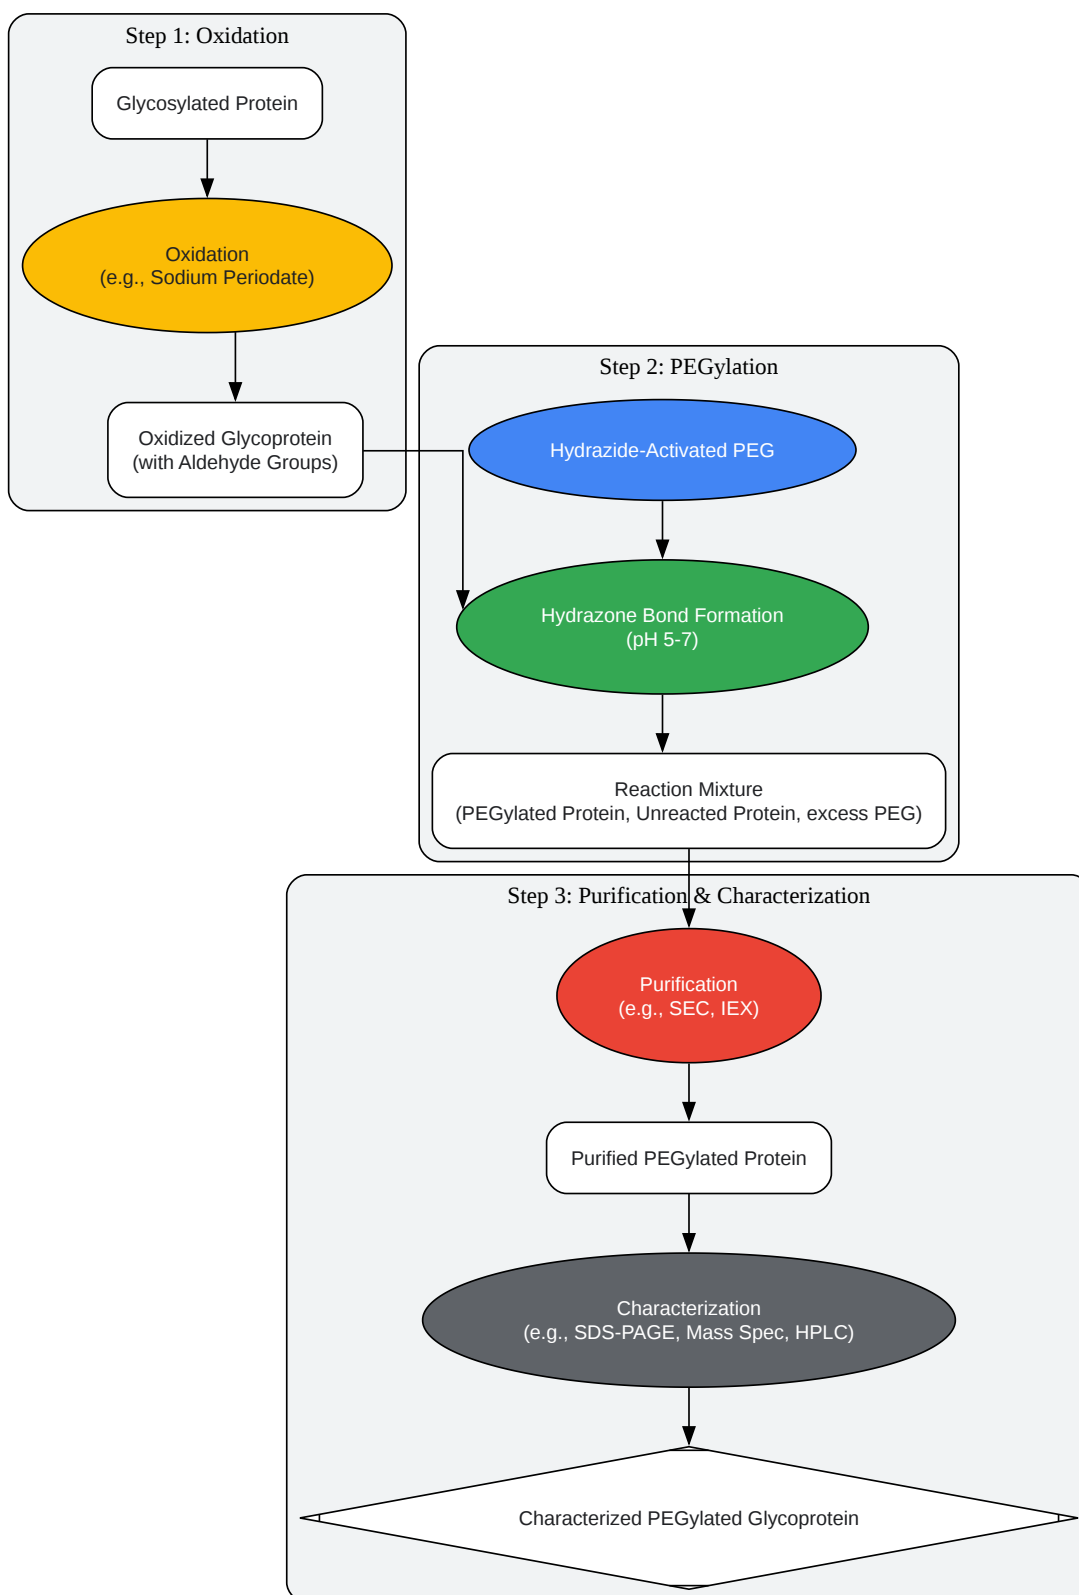 Step 1: Oxidation
Glycosylated Protein
Oxidation
(e.g., Sodium Periodate)
Oxidized Glycoprotein
(with Aldehyde Groups)
Step 2: PEGylation
Hydrazide-Activated PEG
Hydrazone Bond Formation
(pH 5-7)
Reaction Mixture
(PEGylated Protein, Unreacted Protein, excess PEG)
Step 3: Purification & Characterization
Purification
(e.g., SEC, IEX)
Purified PEGylated Protein
Characterization
(e.g., SDS-PAGE, Mass Spec, HPLC)
Characterized PEGylated Glycoprotein